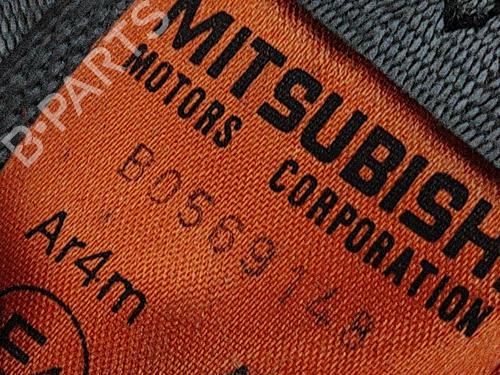 MITSUBISH
MOTORS CORPORATION
B0569148
Ar4m
B-PARTS